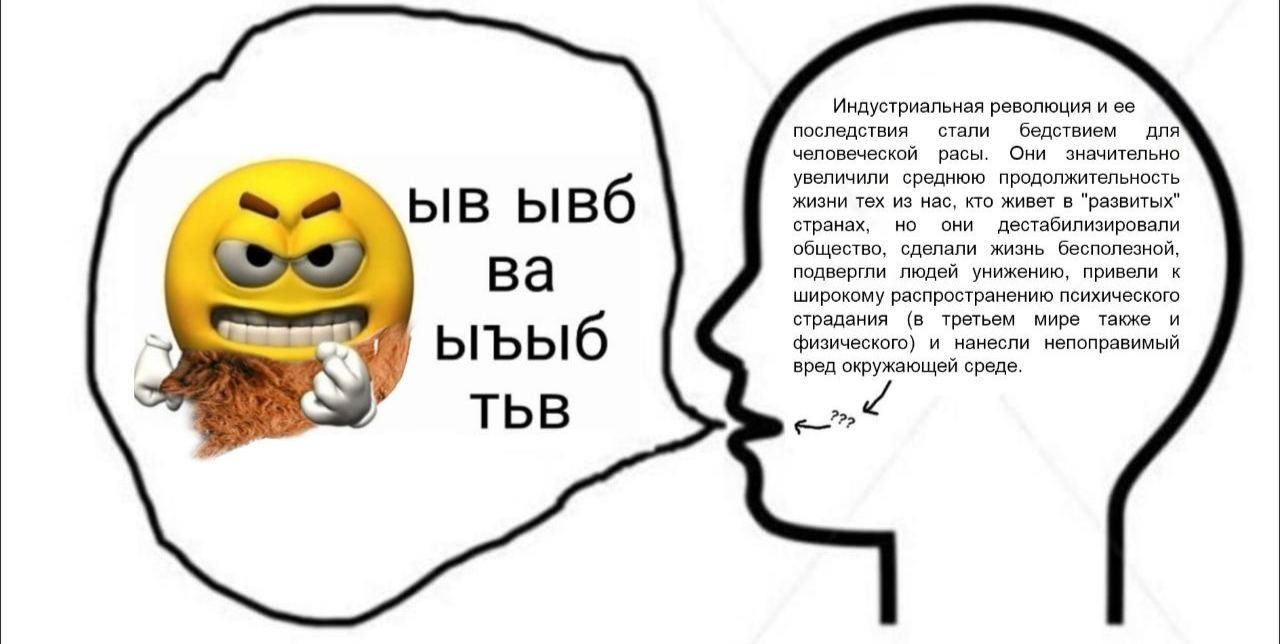 ыв ывб
ва
ыъыб
тьв
Индустриальная революция и ее
последствия стали бедствием для
человеческой расы. Они значительно
увеличили среднюю продолжительность
жизни тех из нас, кто живет в "развитых"
странах, но они дестабилизировали
общество, сделали жизнь бесполезной,
подвергли людей унижению, привели к
широкому распространению психического
страдания (в третьем мире также и
физического) и нанесли непоправимый
вред окружающей среде.
???